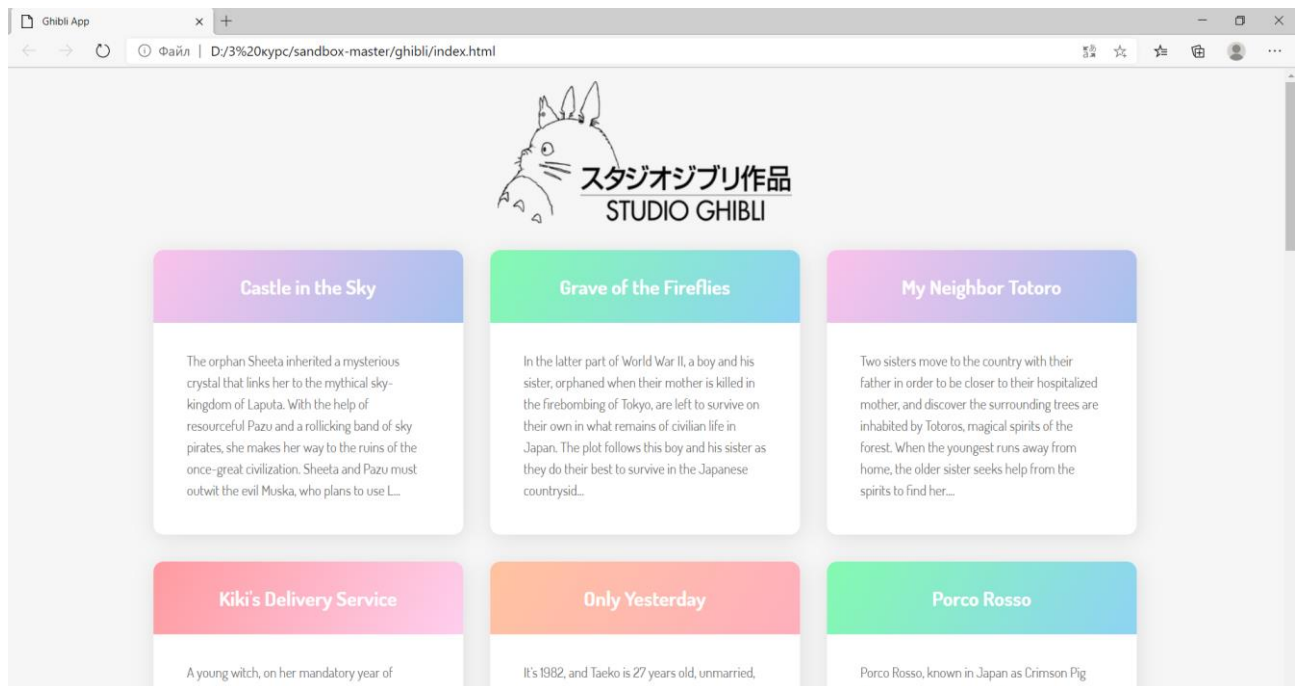 Ghibli App
Файл | D:/3%20курс/sandbox-master/ghibli/index.html
スタジオジブリ作品
STUDIO GHIBLI
Castle in the Sky
The orphan Sheeta inherited a mysterious
crystal that links her to the mythical sky-
kingdom of Laputa. With the help of
resourceful Pazu and a rollicking band of sky
pirates, she makes her way to the ruins of the
once-great civilization. Sheeta and Pazu must
outwit the evil Muska, who plans to use L...
Grave of the Fireflies
In the latter part of World War II, a boy and his
sister, orphaned when their mother is killed in
the firebombing of Tokyo, are left to survive on
their own in what remains of civilian life in
Japan. The plot follows this boy and his sister as
they do their best to survive in the Japanese
countrysid...
My Neighbor Totoro
Two sisters move to the country with their
father in order to be closer to their hospitalized
mother, and discover the surrounding trees are
inhabited by Totoros, magical spirits of the
forest. When the youngest runs away from
home, the older sister seeks help from the
spirits to find her....
Kiki's Delivery Service
A young witch, on her mandatory year of
Only Yesterday
It's 1982, and Taeko is 27 years old, unmarried,
Porco Rosso
Porco Rosso, known in Japan as Crimson Pig